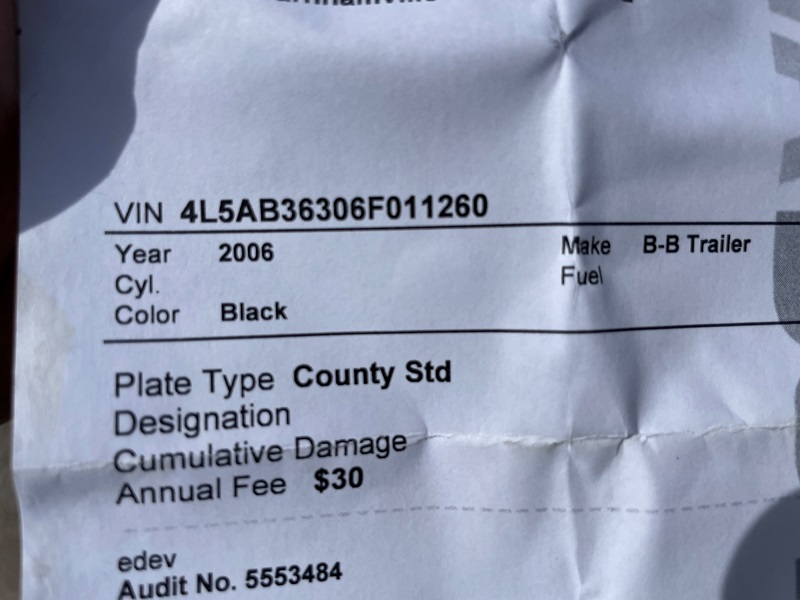 VIN 4L5AB36306F011260
Year 2006 Make B-B Trailer
Cyl. Fuel
Color Black
Plate Type County Std
Designation
Cumulative Damage
Annual Fee $30
edev
Audit No. 5553484